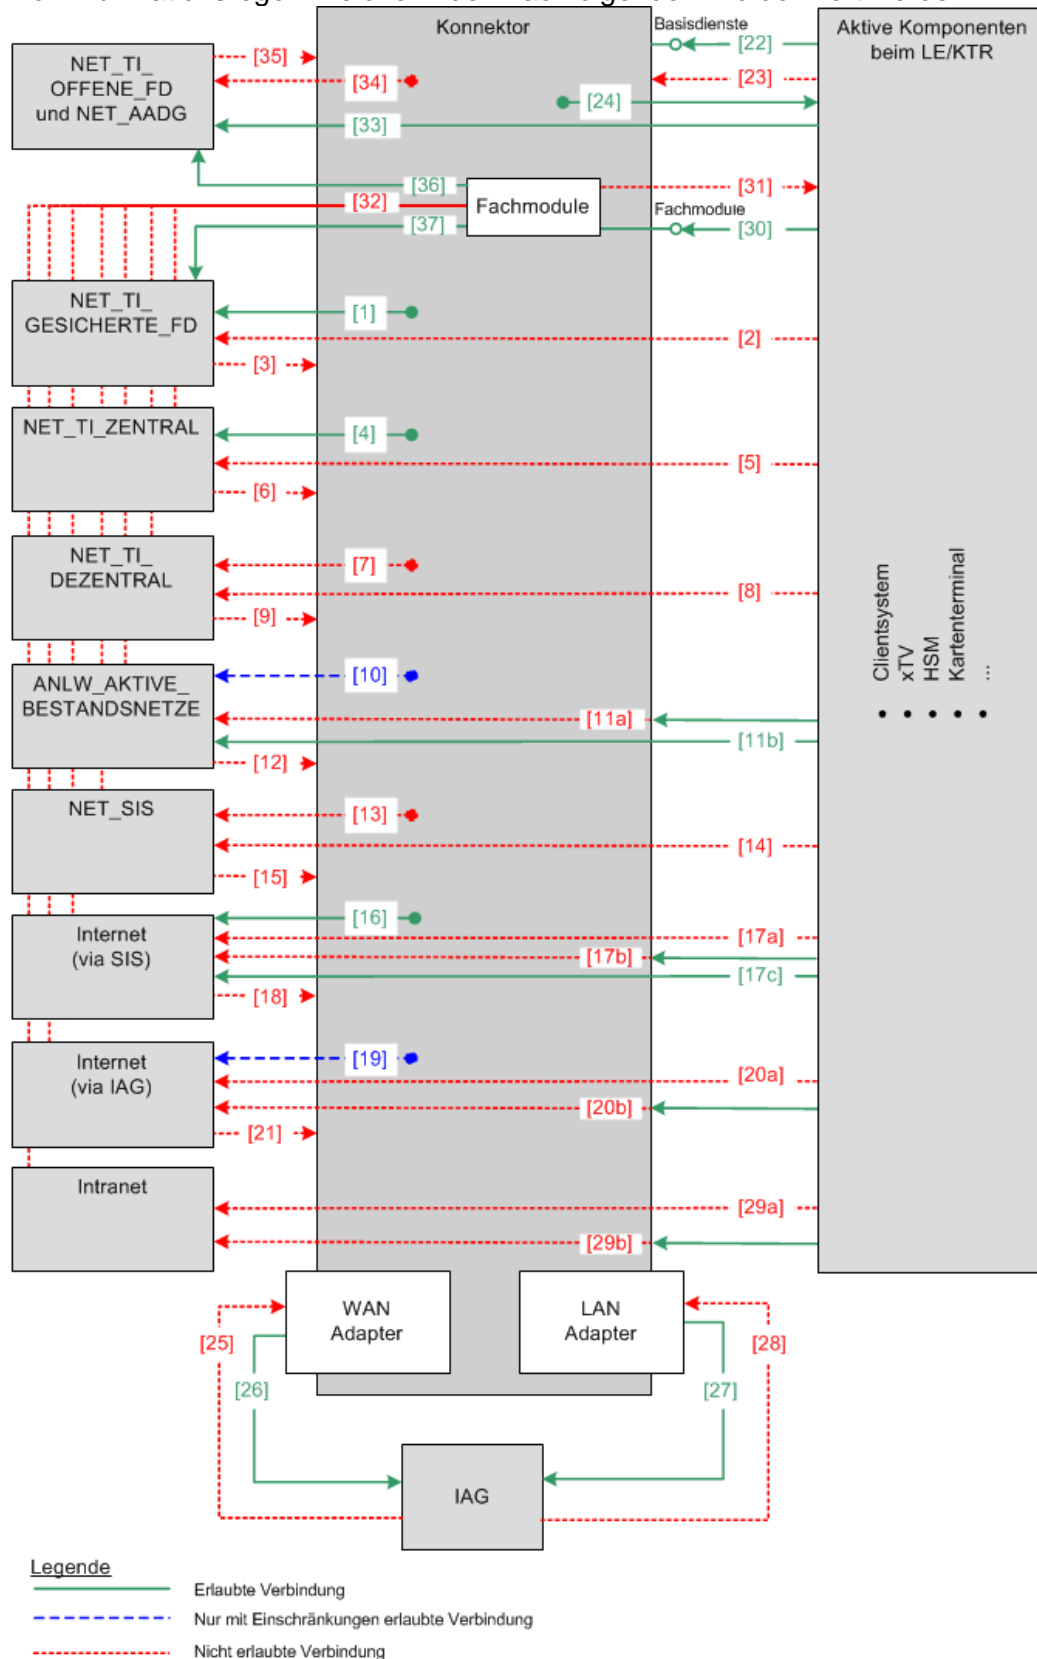 Konnektor
Basisdienste
Aktive Komponenten
beim LE/KTR
NET_TI_
OFFENE_FD
und NET_AADG
[35]
[34]
[33]
[22]
[23]
[24]
[36]
[32]
[37]
Fachmodule
[31]
Fachmodule
[30]
NET_TI_
GESICHERTE_FD
[1]
[2]
[3]
NET_TI_ZENTRAL
[4]
[5]
[6]
NET_TI_
DEZENTRAL
[7]
[8]
[9]
Clientsystem
xTV
HSM
Kartenterminal
...
ANLW_AKTIVE_
BESTANDSNETZE
[10]
[11a]
[11b]
[12]
NET_SIS
[13]
[14]
[15]
Internet
(via SIS)
[16]
[17a]
[17b]
[17c]
[18]
Internet
(via IAG)
[19]
[20a]
[20b]
[21]
Intranet
[29a]
[29b]
WAN
Adapter
LAN
Adapter
[25]
[26]
[27]
[28]
IAG
Legende
Erlaubte Verbindung
Nur mit Einschränkungen erlaubte Verbindung
Nicht erlaubte Verbindung